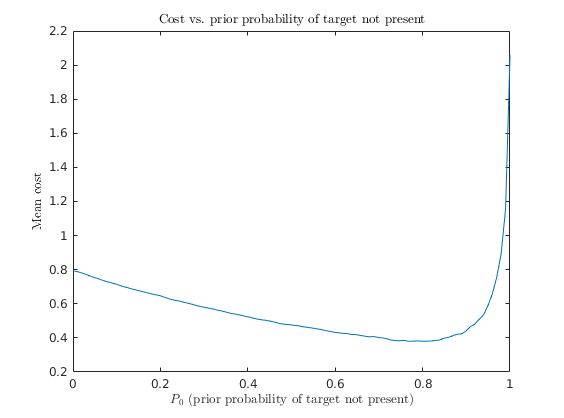 Cost vs. prior probability of target not present
2.2
2
1.8
1.6
1.4
1.2
1
0.8
0.6
0.4
0.2
Mean cost
0 0.2 0.4 0.6 0.8 1
P₀ (prior probability of target not present)